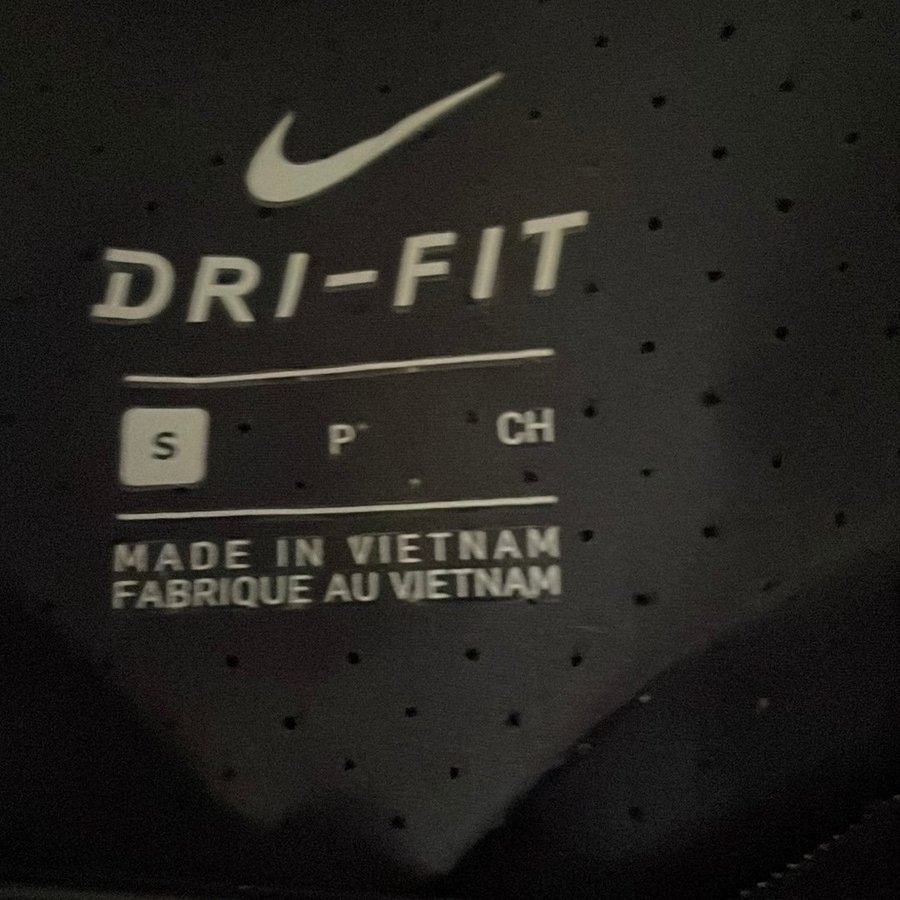 DRI-FIT
S P CH
MADE IN VIETNAM
FABRIQUE AU VIETNAM